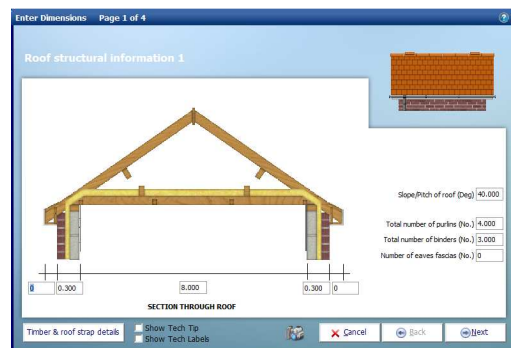 Enter Dimensions Page 1 of 4
?
Roof structural information 1
Slope/Pitch of roof (Deg) 40.000
Total number of purlins (No.) 4.000
Total number of binders (No.) 3.000
Number of eaves fascias (No.) 0
0.300 8.000 0.300 0
SECTION THROUGH ROOF
Timber & roof strap details
Show Tech Tip
Show Tech Labels
Cancel
Back
Next